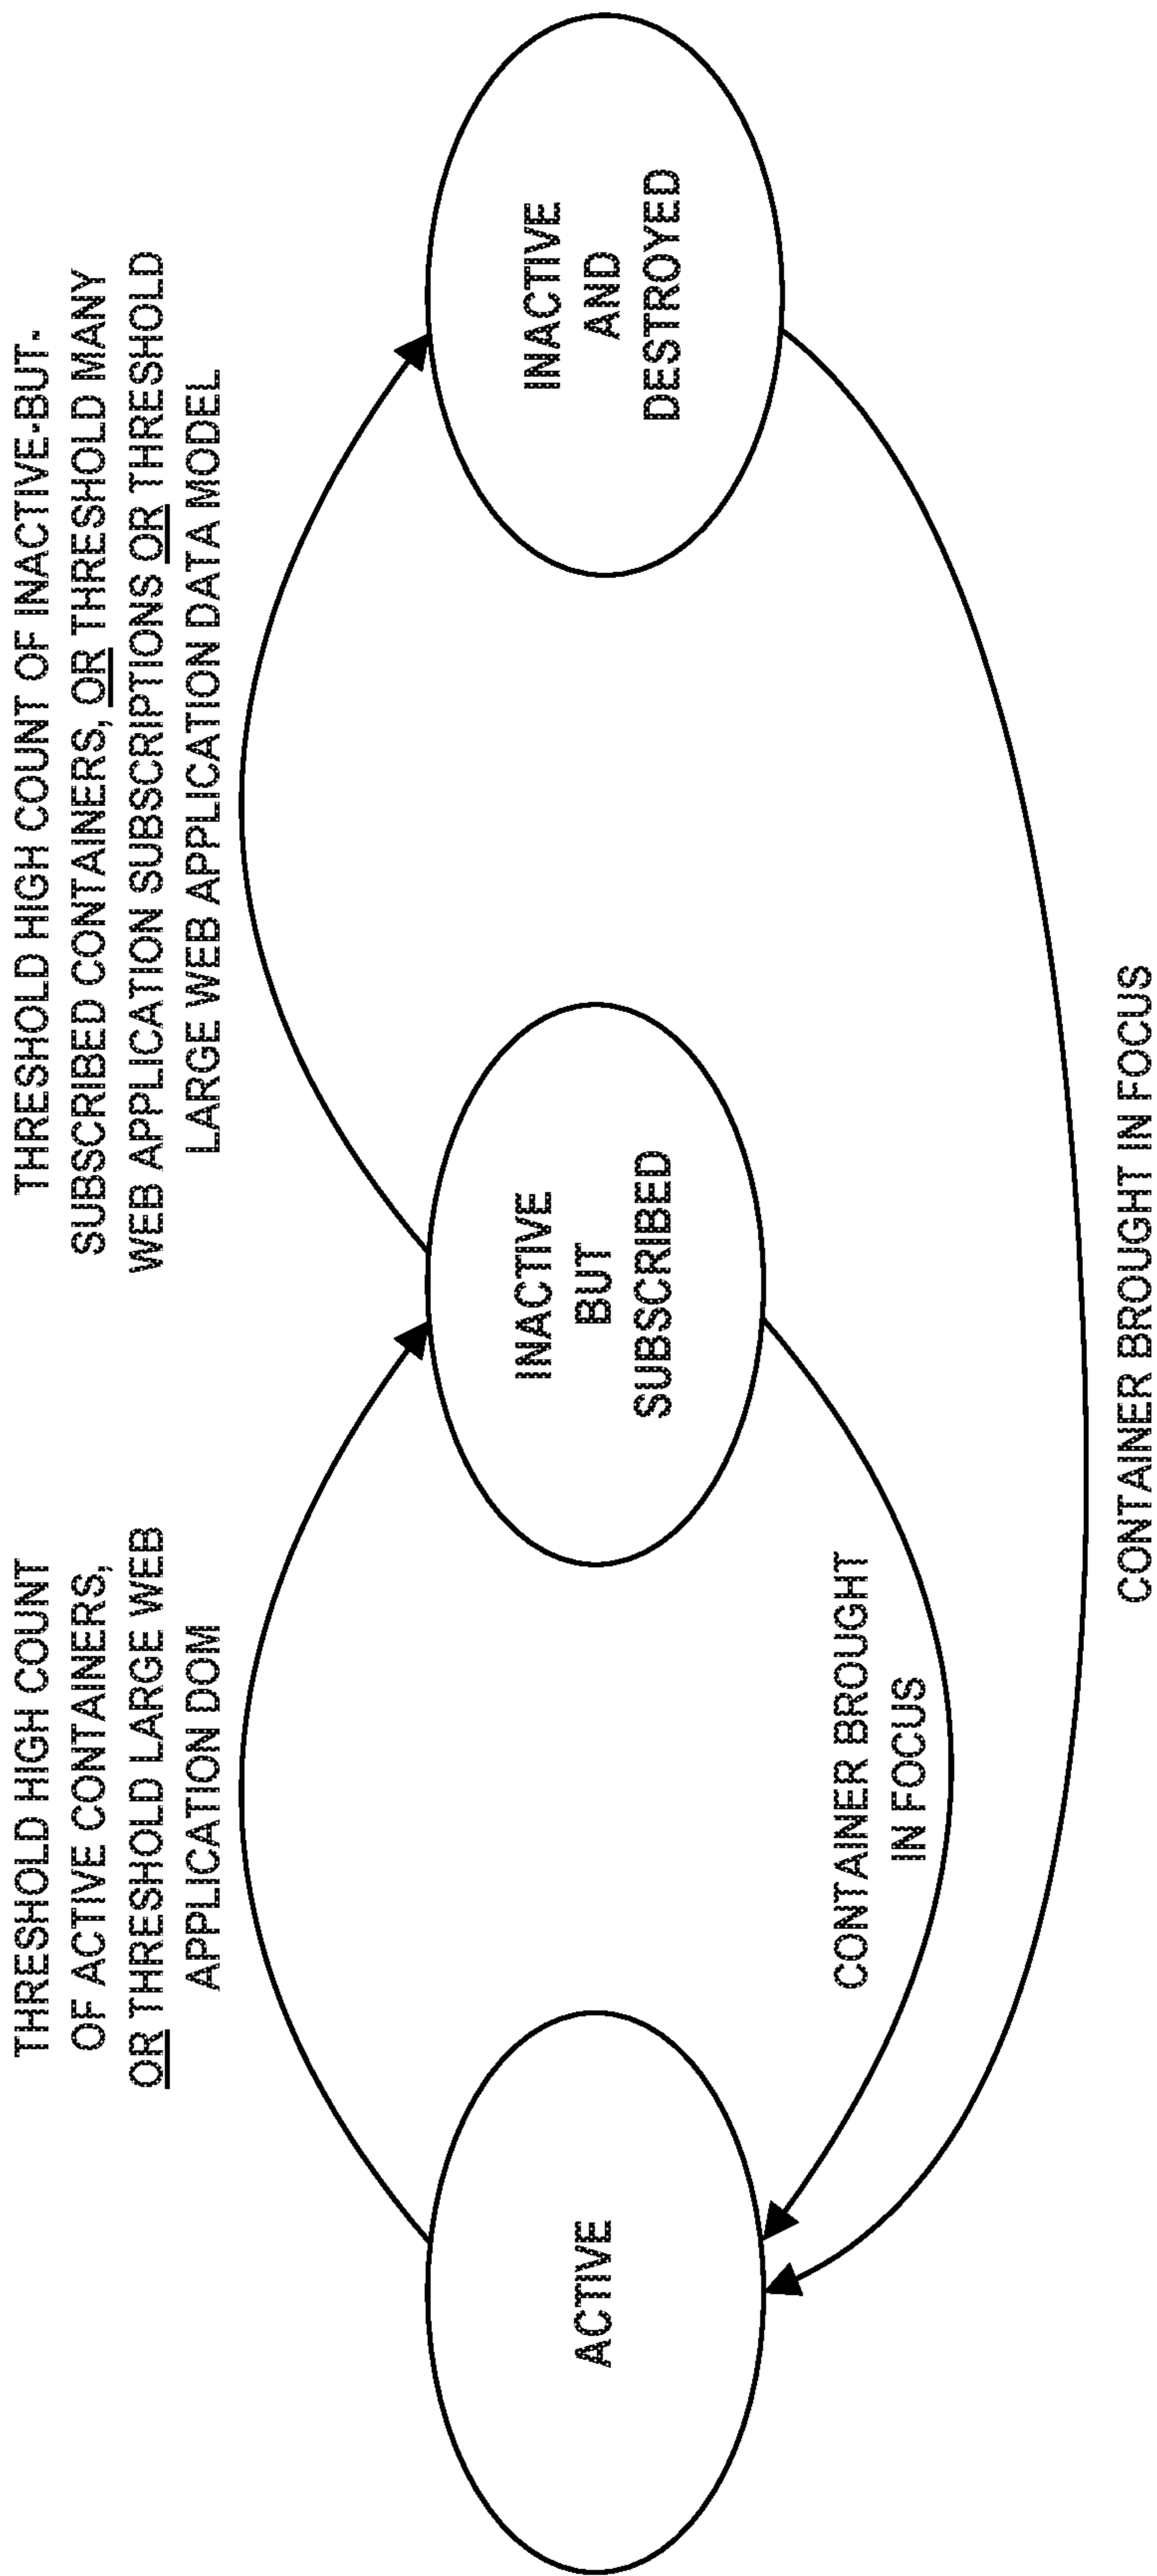 THRESHOLD HIGH COUNT
OF ACTIVE CONTAINERS,
OR THRESHOLD LARGE WEB
APPLICATION DOM
THRESHOLD HIGH COUNT OF INACTIVE-BUT-
SUBSCRIBED CONTAINERS, OR THRESHOLD MANY
WEB APPLICATION SUBSCRIPTIONS OR THRESHOLD
LARGE WEB APPLICATION DATA MODEL
ACTIVE
INACTIVE
BUT
SUBSCRIBED
INACTIVE
AND
DESTROYED
CONTAINER BROUGHT
IN FOCUS
CONTAINER BROUGHT IN FOCUS